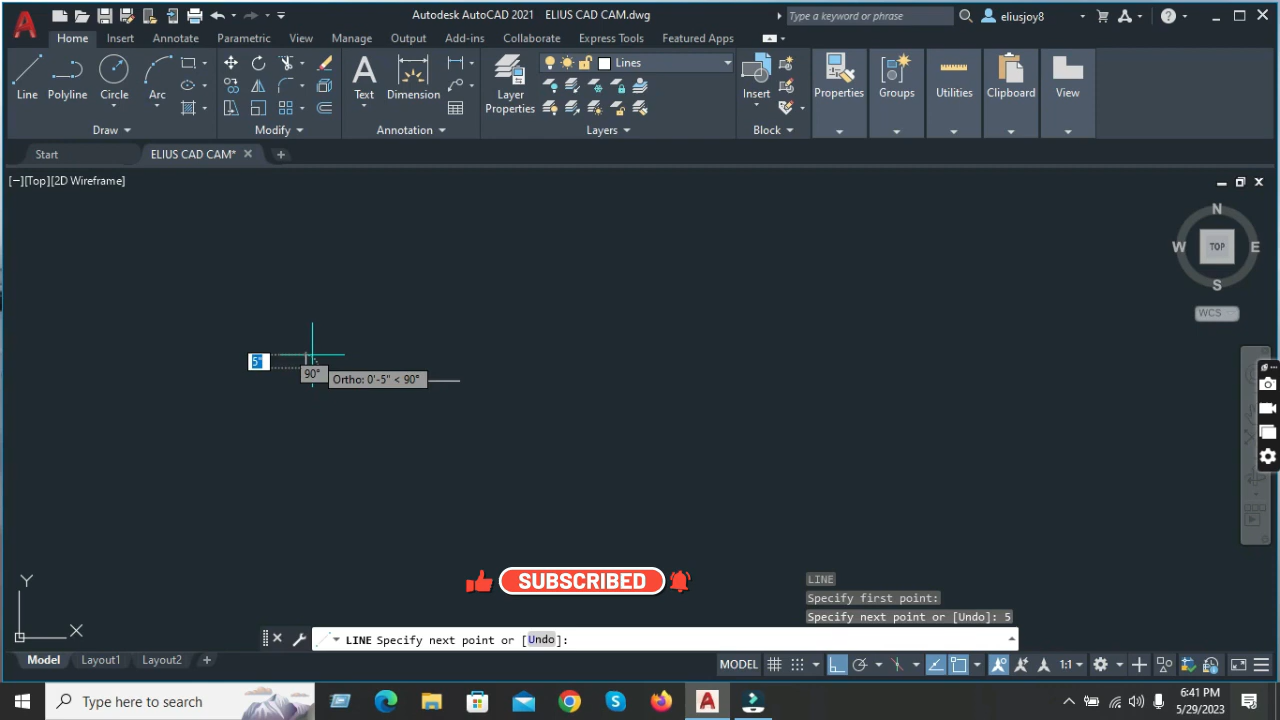 Autodesk AutoCAD 2021 ELIUS CAD CAM.dwg
Type a keyword or phrase
eliusjoy8
Home Insert Annotate Parametric View Manage Output Add-ins Collaborate Express Tools Featured Apps
Lines
Line Polyline Circle Arc
Text Dimension
Layer
Properties
Insert
Properties Groups Utilities Clipboard View
Draw Modify Annotation Layers Block
Start ELIUS CAD CAM*
[−][Top][2D Wireframe]
N
W TOP E
S
WCS
5"
90°
Ortho: 0'-5" < 90°
SUBSCRIBED
LINE
Specify first point:
Specify next point or [Undo]: 5
LINE Specify next point or [Undo]:
Y
X
Model Layout1 Layout2
MODEL 1:1
Type here to search
6:41 PM
5/29/2023